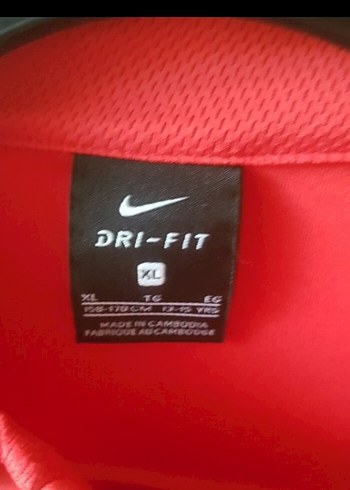 DRI-FIT
XL
XL TG EG
158-170 CM 13-15 YRS
MADE IN CAMBODIA
FABRIQUE AU CAMBODGE